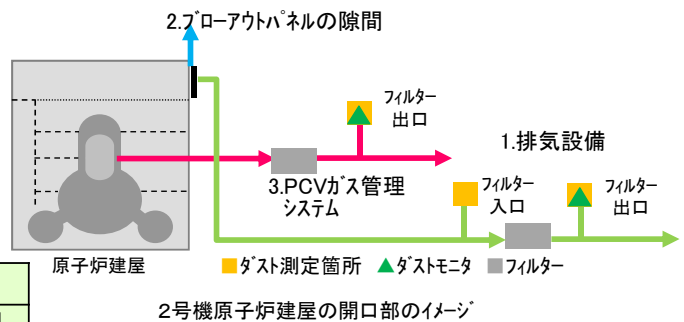 2.ブローアウトパネルの隙間
フィルター
出口
1.排気設備
3.PCVガス管理
システム
フィルター
入口
フィルター
出口
原子炉建屋
ダスト測定箇所 ダストモニタ フィルター
2号機原子炉建屋の開口部のイメージ